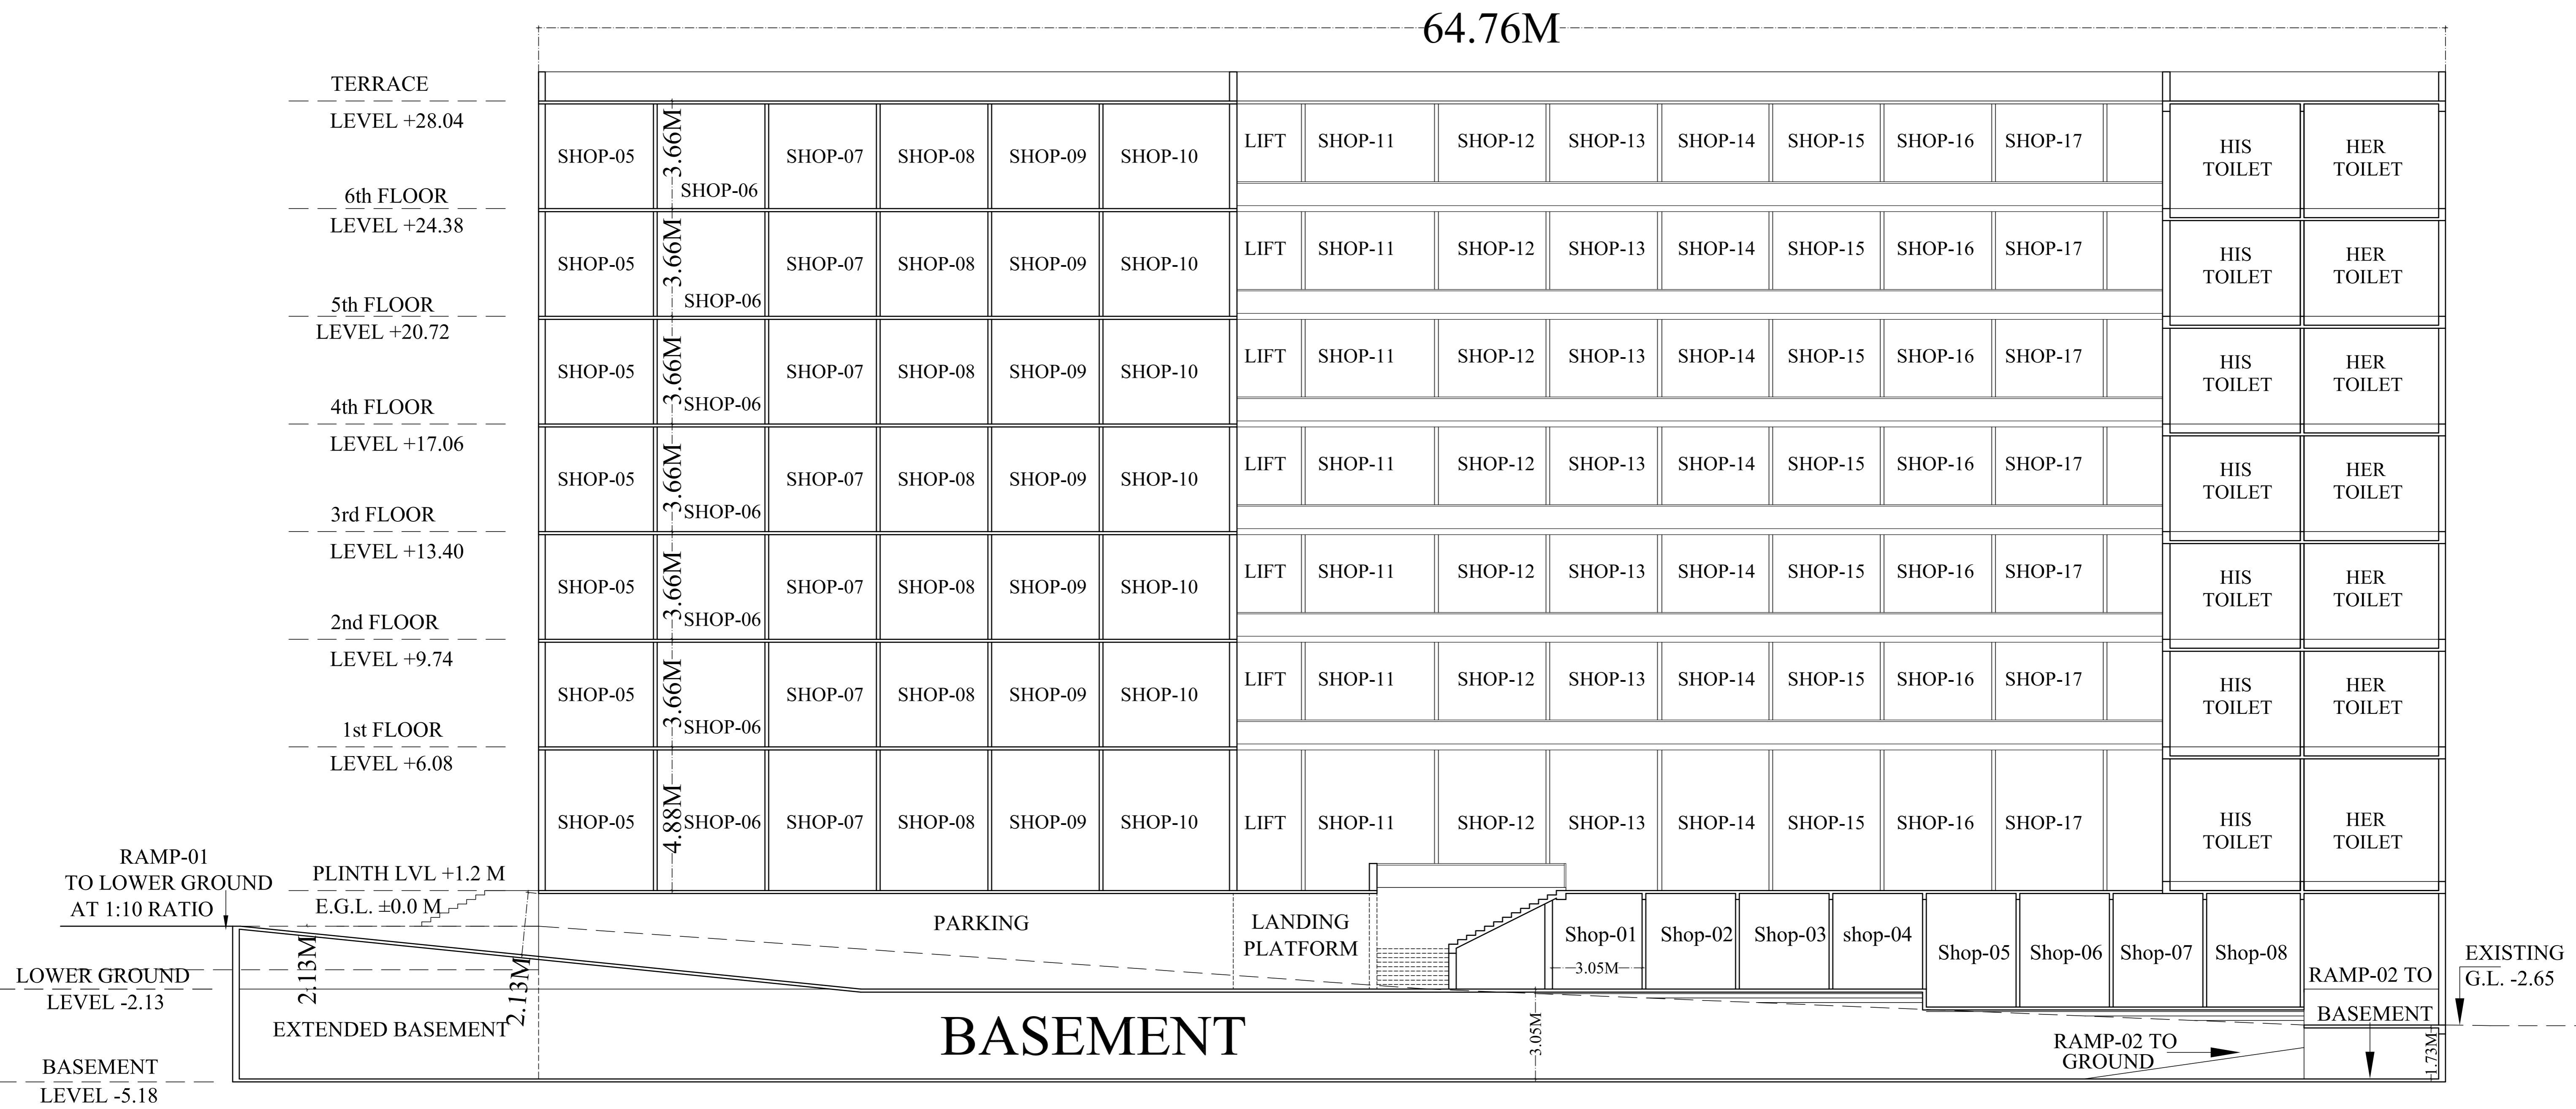 64.76M
TERRACE
LEVEL +28.04
SHOP-05
3.66M
SHOP-06
SHOP-07
SHOP-08
SHOP-09
SHOP-10
LIFT
SHOP-11
SHOP-12
SHOP-13
SHOP-14
SHOP-15
SHOP-16
SHOP-17
HIS
TOILET
HER
TOILET
6th FLOOR
LEVEL +24.38
SHOP-05
3.66M
SHOP-06
SHOP-07
SHOP-08
SHOP-09
SHOP-10
LIFT
SHOP-11
SHOP-12
SHOP-13
SHOP-14
SHOP-15
SHOP-16
SHOP-17
HIS
TOILET
HER
TOILET
5th FLOOR
LEVEL +20.72
SHOP-05
3.66M
SHOP-06
SHOP-07
SHOP-08
SHOP-09
SHOP-10
LIFT
SHOP-11
SHOP-12
SHOP-13
SHOP-14
SHOP-15
SHOP-16
SHOP-17
HIS
TOILET
HER
TOILET
4th FLOOR
LEVEL +17.06
SHOP-05
3.66M
SHOP-06
SHOP-07
SHOP-08
SHOP-09
SHOP-10
LIFT
SHOP-11
SHOP-12
SHOP-13
SHOP-14
SHOP-15
SHOP-16
SHOP-17
HIS
TOILET
HER
TOILET
3rd FLOOR
LEVEL +13.40
SHOP-05
3.66M
SHOP-06
SHOP-07
SHOP-08
SHOP-09
SHOP-10
LIFT
SHOP-11
SHOP-12
SHOP-13
SHOP-14
SHOP-15
SHOP-16
SHOP-17
HIS
TOILET
HER
TOILET
2nd FLOOR
LEVEL +9.74
SHOP-05
3.66M
SHOP-06
SHOP-07
SHOP-08
SHOP-09
SHOP-10
LIFT
SHOP-11
SHOP-12
SHOP-13
SHOP-14
SHOP-15
SHOP-16
SHOP-17
HIS
TOILET
HER
TOILET
1st FLOOR
LEVEL +6.08
SHOP-05
4.88M
SHOP-06
SHOP-07
SHOP-08
SHOP-09
SHOP-10
LIFT
SHOP-11
SHOP-12
SHOP-13
SHOP-14
SHOP-15
SHOP-16
SHOP-17
HIS
TOILET
HER
TOILET
RAMP-01
TO LOWER GROUND
AT 1:10 RATIO
PLINTH LVL +1.2 M
E.G.L. ±0.0 M
PARKING
LANDING
PLATFORM
Shop-01
Shop-02
Shop-03
shop-04
Shop-05
Shop-06
Shop-07
Shop-08
3.05M
2.13M
2.13M
LOWER GROUND
LEVEL -2.13
EXISTING
G.L. -2.65
RAMP-02 TO
BASEMENT
EXTENDED BASEMENT
BASEMENT
3.05M
RAMP-02 TO
GROUND
1.73M
BASEMENT
LEVEL -5.18